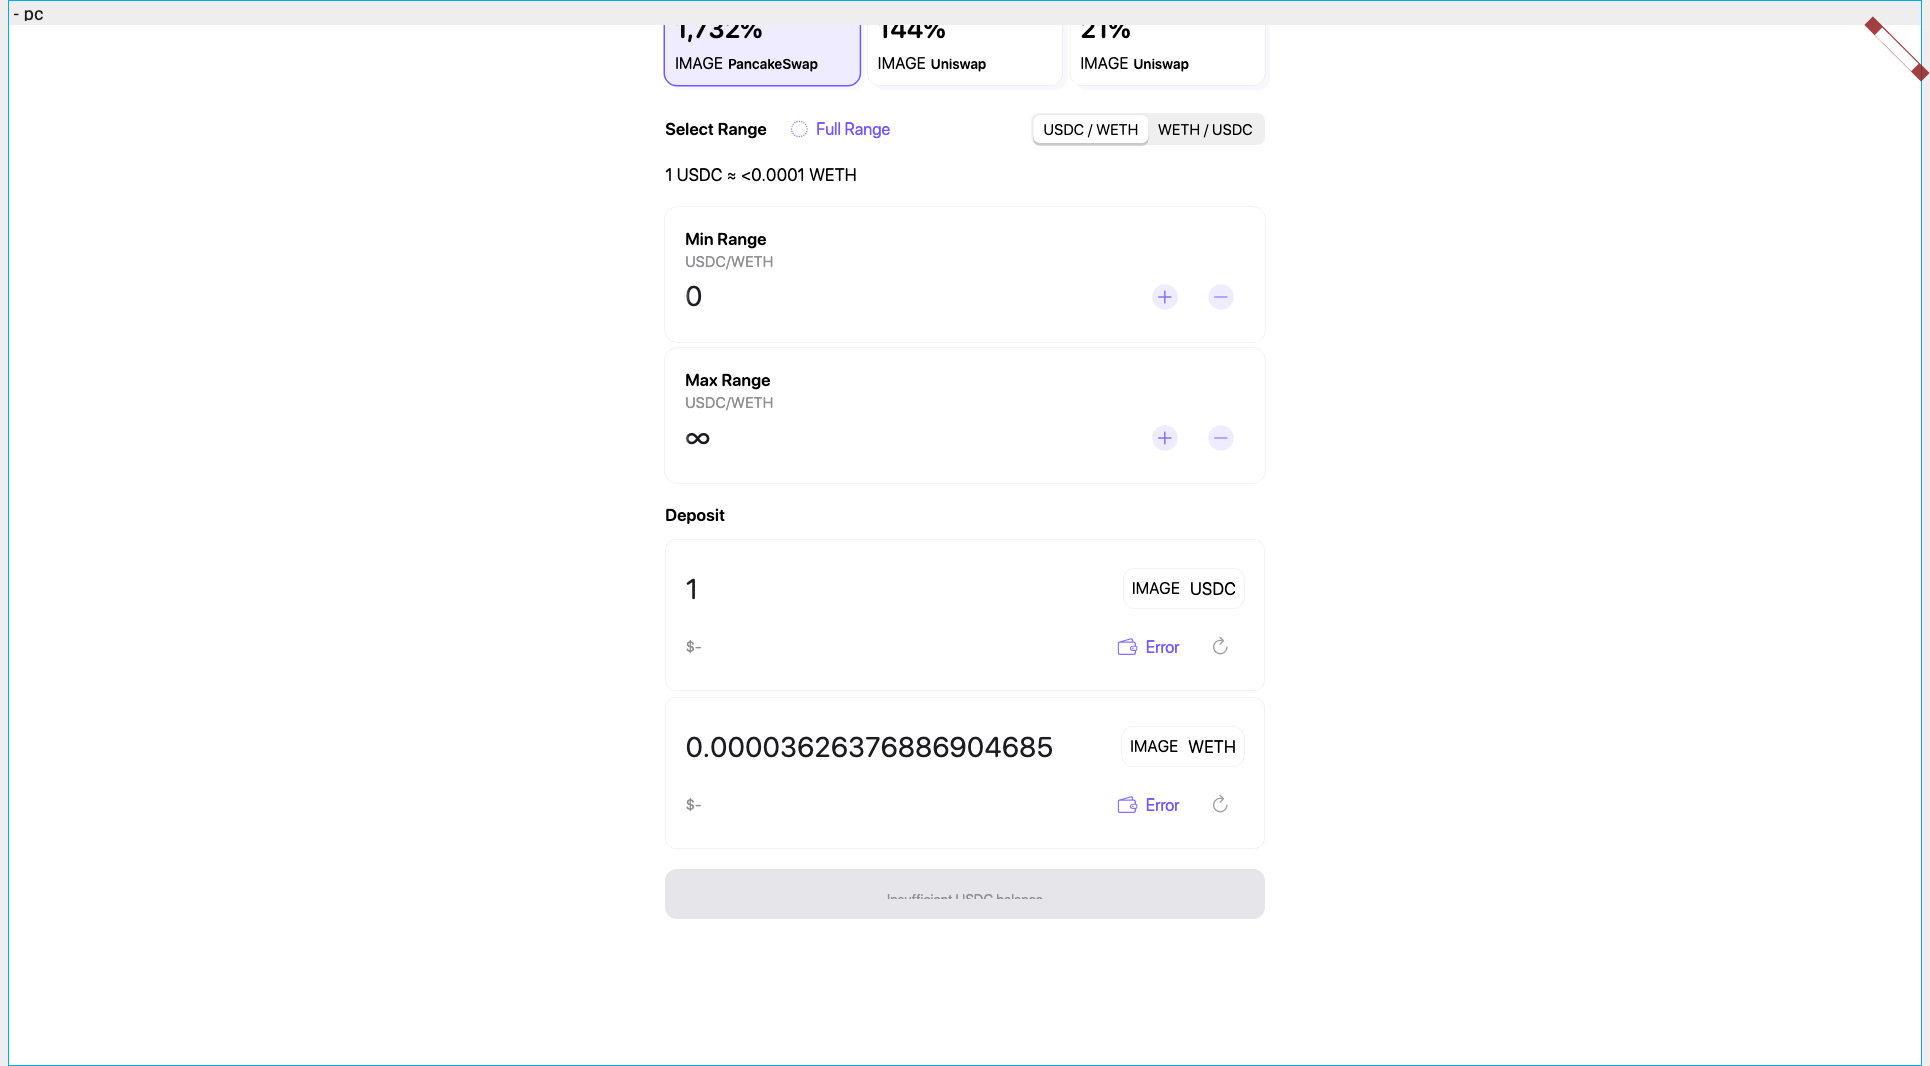 - pc
1,732%
144%
21%
IMAGE PancakeSwap
IMAGE Uniswap
IMAGE Uniswap
Select Range
Full Range
USDC / WETH
WETH / USDC
1 USDC ≈ <0.0001 WETH
Min Range
USDC/WETH
0
Max Range
USDC/WETH
∞
Deposit
1
IMAGE USDC
$-
Error
0.00003626376886904685
IMAGE WETH
$-
Error
Insufficient USDC balance